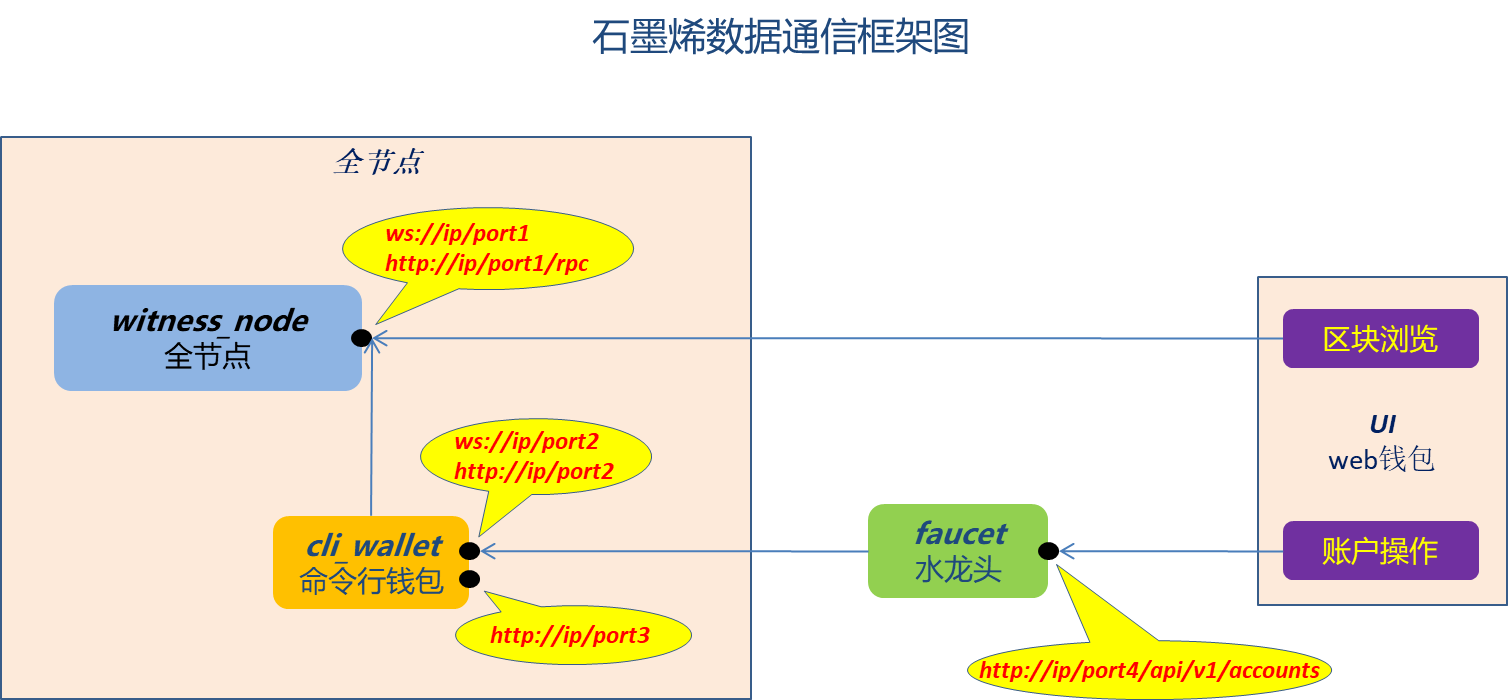 石墨烯数据通信框架图
全节点
ws://ip/port1
http://ip/port1/rpc
witness_node
全节点
区块浏览
UI
web钱包
ws://ip/port2
http://ip/port2
cli_wallet
命令行钱包
http://ip/port3
faucet
水龙头
账户操作
http://ip/port4/api/v1/accounts